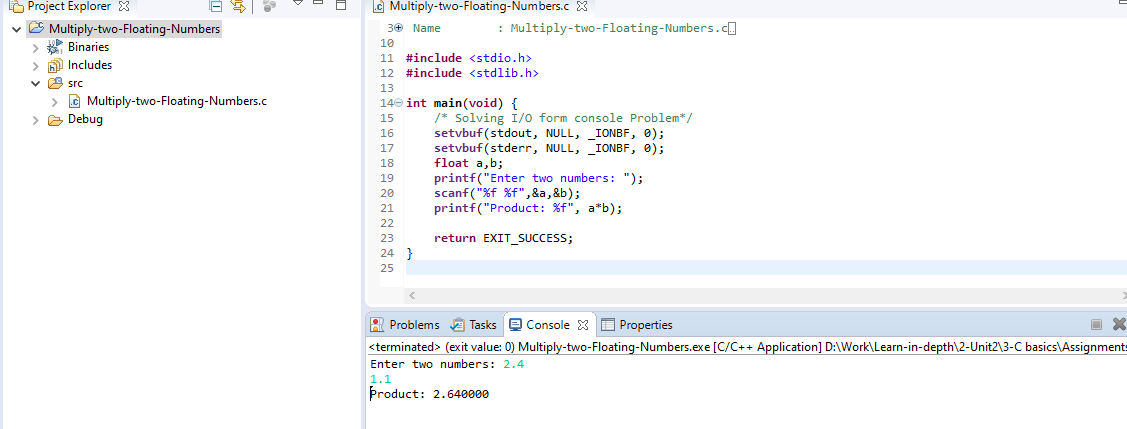 Project Explorer
Multiply-two-Floating-Numbers
Binaries
Includes
src
Multiply-two-Floating-Numbers.c
Debug
Multiply-two-Floating-Numbers.c
3 Name        : Multiply-two-Floating-Numbers.c
10
11 #include <stdio.h>
12 #include <stdlib.h>
13
14 int main(void) {
15     /* Solving I/O form console Problem*/
16     setvbuf(stdout, NULL, _IONBF, 0);
17     setvbuf(stderr, NULL, _IONBF, 0);
18     float a,b;
19     printf("Enter two numbers: ");
20     scanf("%f %f",&a,&b);
21     printf("Product: %f", a*b);
22
23     return EXIT_SUCCESS;
24 }
25
Problems Tasks Console Properties
<terminated> (exit value: 0) Multiply-two-Floating-Numbers.exe [C/C++ Application] D:\Work\Learn-in-depth\2-Unit2\3-C basics\Assignments
Enter two numbers: 2.4
1.1
Product: 2.640000